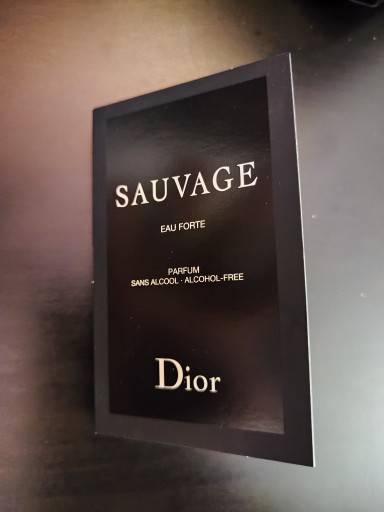 SAUVAGE
EAU FORTE
PARFUM
SANS ALCOOL · ALCOHOL-FREE
Dior